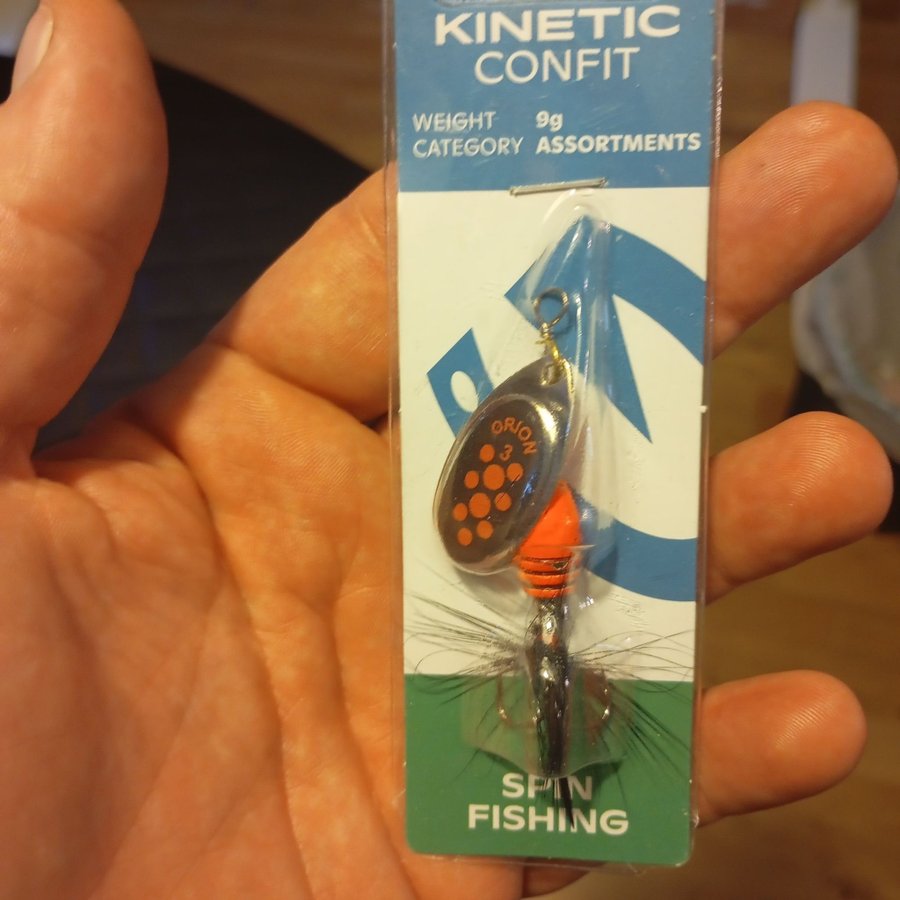 KINETIC
CONFIT
WEIGHT 9g
CATEGORY ASSORTMENTS
ORION
3
SPIN
FISHING